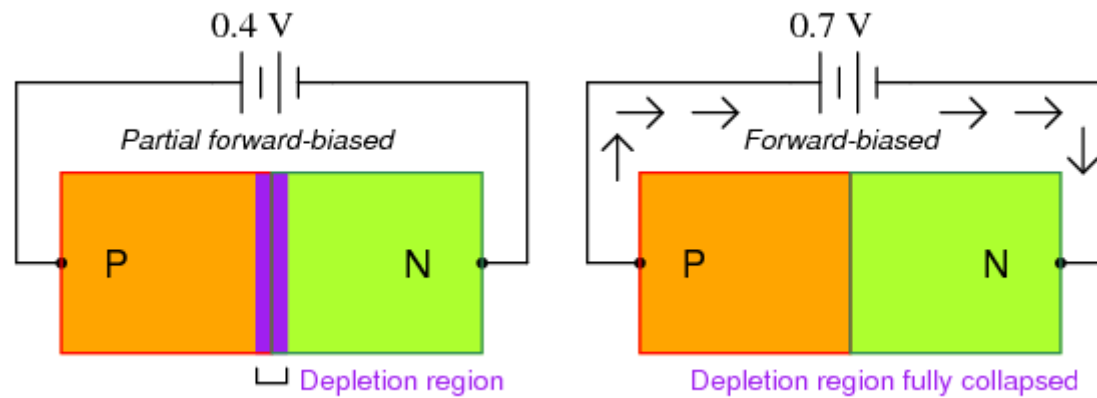 0.4 V
Partial forward-biased
P
N
Depletion region
0.7 V
Forward-biased
P
N
Depletion region fully collapsed